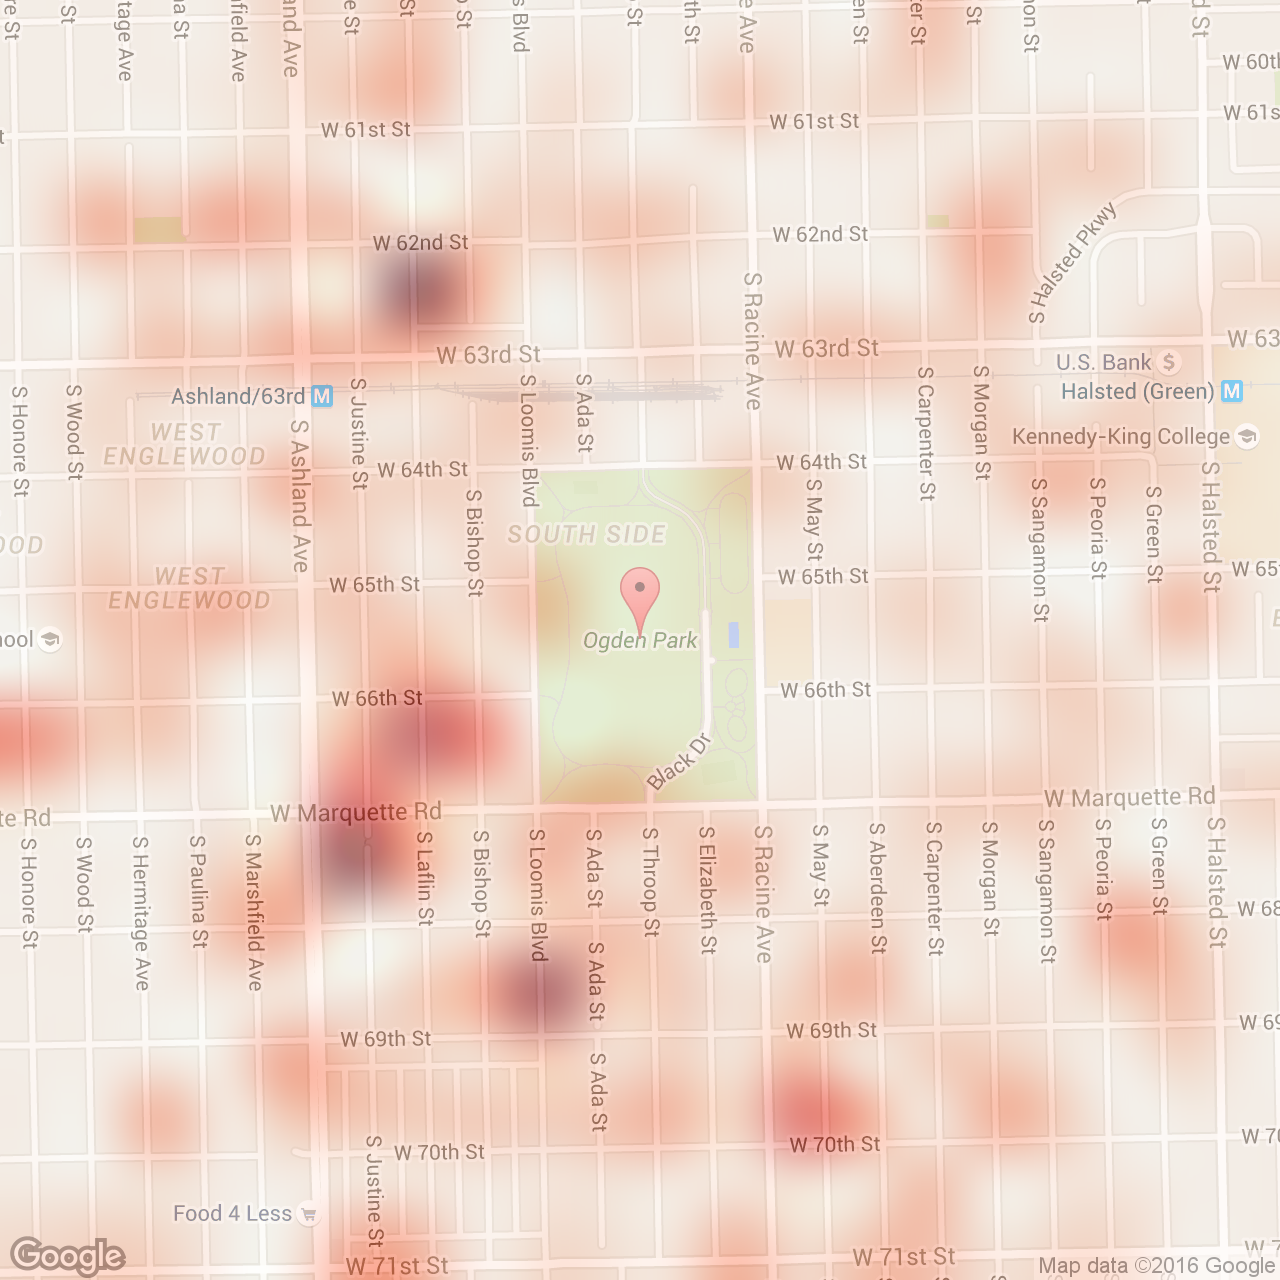 W 60th
W 61st St
W 61st St
W 61s
W 62nd St
W 62nd St
S Halsted Pkwy
S Racine Ave
W 63rd St
W 63rd St
W 63
U.S. Bank
Ashland/63rd
M
Halsted (Green)
M
S Honore St
S Wood St
S Justine St
S Loomis Blvd
S Ada St
S Carpenter St
S Morgan St
WEST
ENGLEWOOD
Kennedy-King College
S Ashland Ave
W 64th St
W 64th St
S Bishop St
S May St
S Sangamon St
S Peoria St
S Green St
S Halsted St
SOUTH SIDE
WEST
ENGLEWOOD
W 65th St
W 65th St
W 65
Ogden Park
W 66th St
W 66th St
Black Dr
W Marquette Rd
W Marquette Rd
te Rd
S Honore St
S Wood St
S Hermitage Ave
S Paulina St
S Marshfield Ave
S Laflin St
S Bishop St
S Loomis Blvd
S Ada St
S Throop St
S Elizabeth St
S Racine Ave
S May St
S Aberdeen St
S Carpenter St
S Morgan St
S Sangamon St
S Peoria St
S Green St
S Halsted St
W 68
S Ada St
W 69th St
W 69th St
W 69
S Ada St
W 70th St
W 70th St
W 70
S Justine St
Food 4 Less
W 71st St
W 71st St
W 7
Google
Map data ©2016 Google